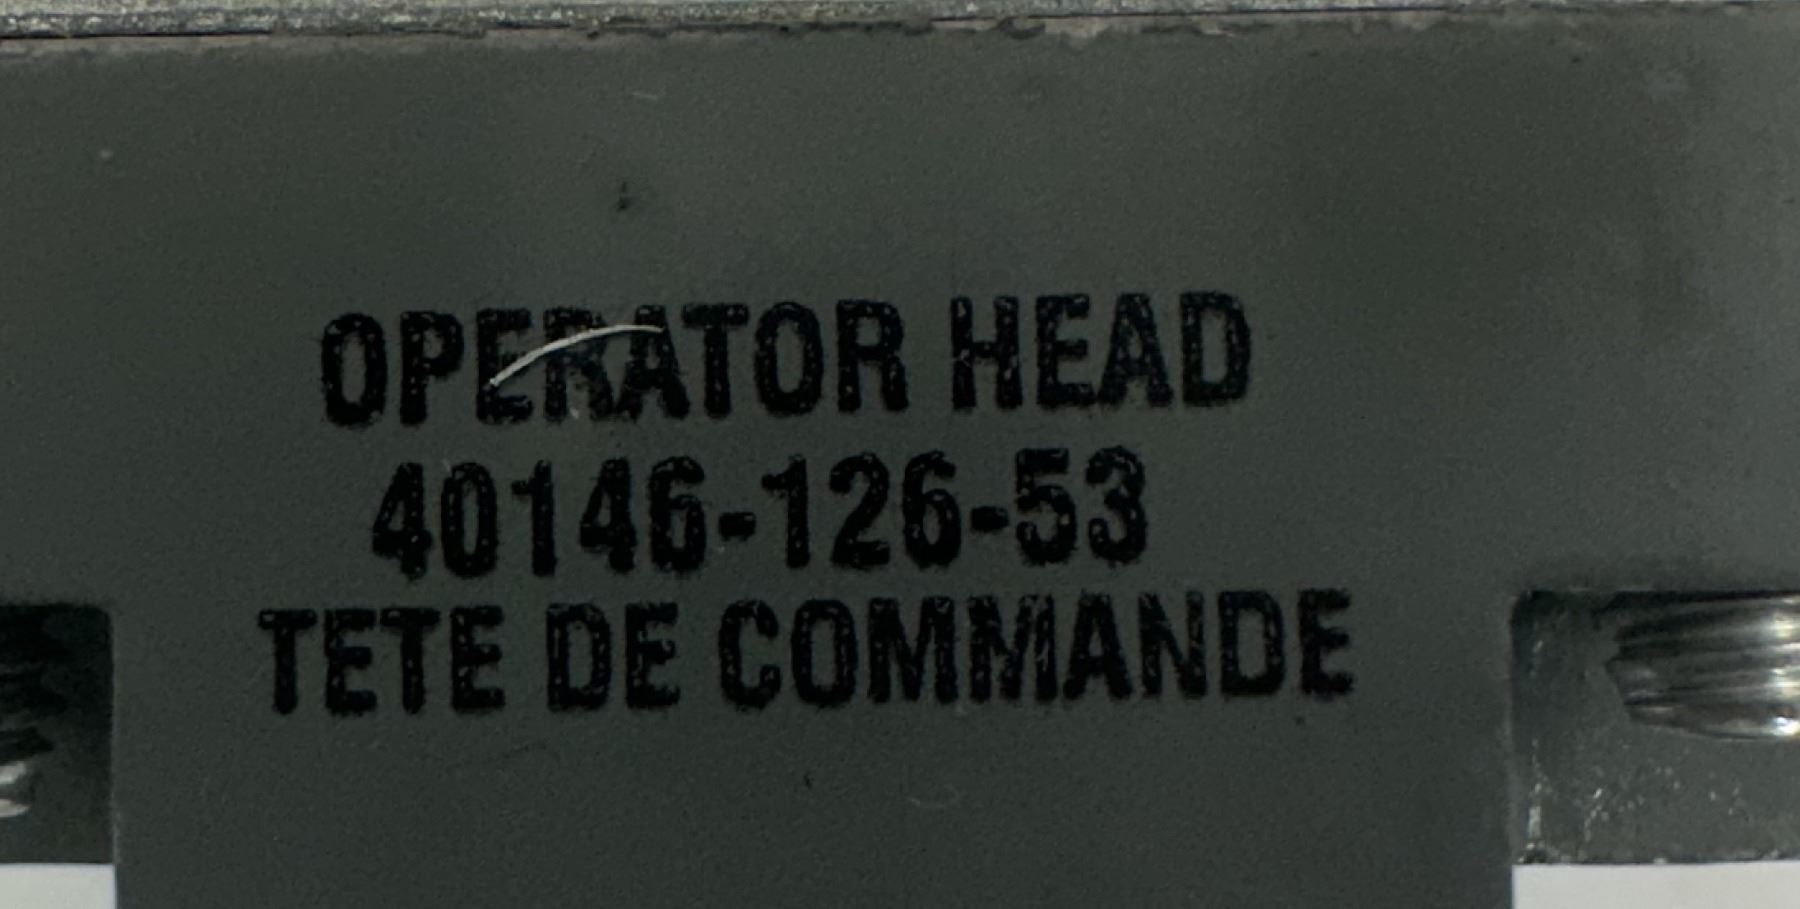 OPERATOR HEAD
40146-126-53
TETE DE COMMANDE